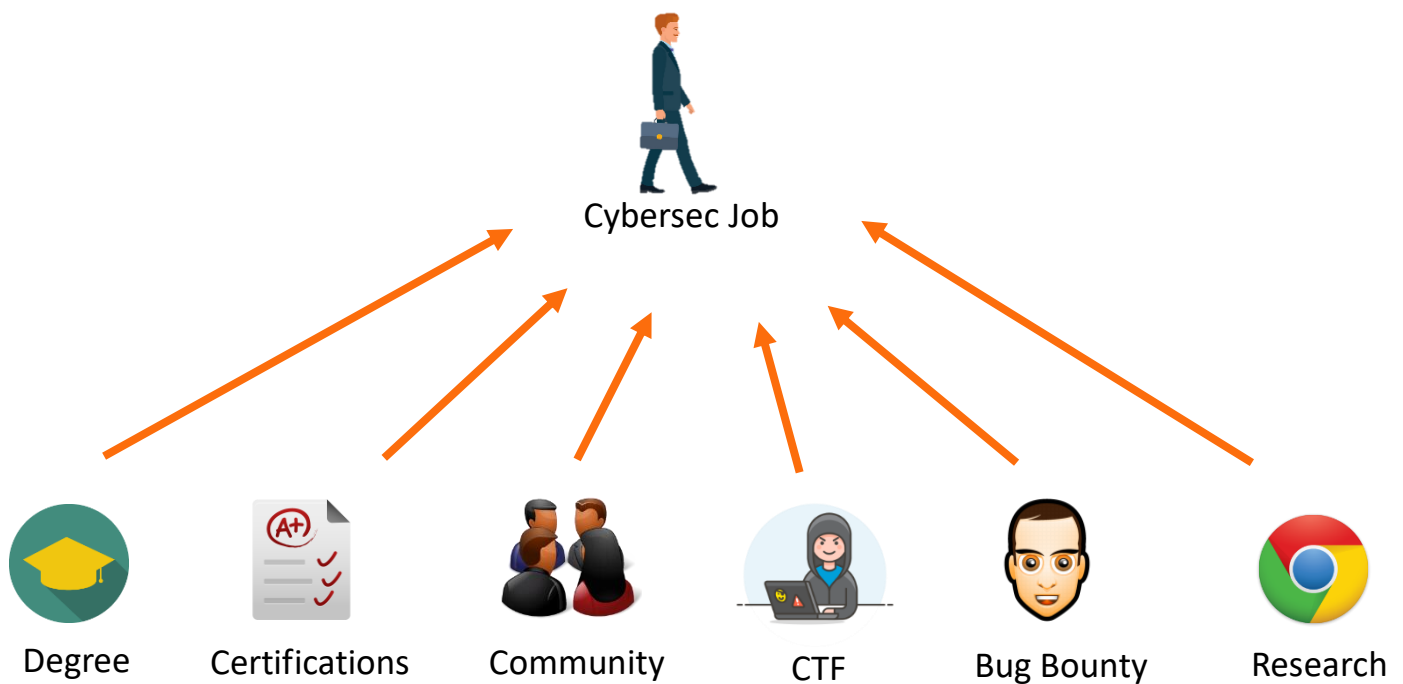 Cybersec Job
A+
Degree
Certifications
Community
CTF
Bug Bounty
Research